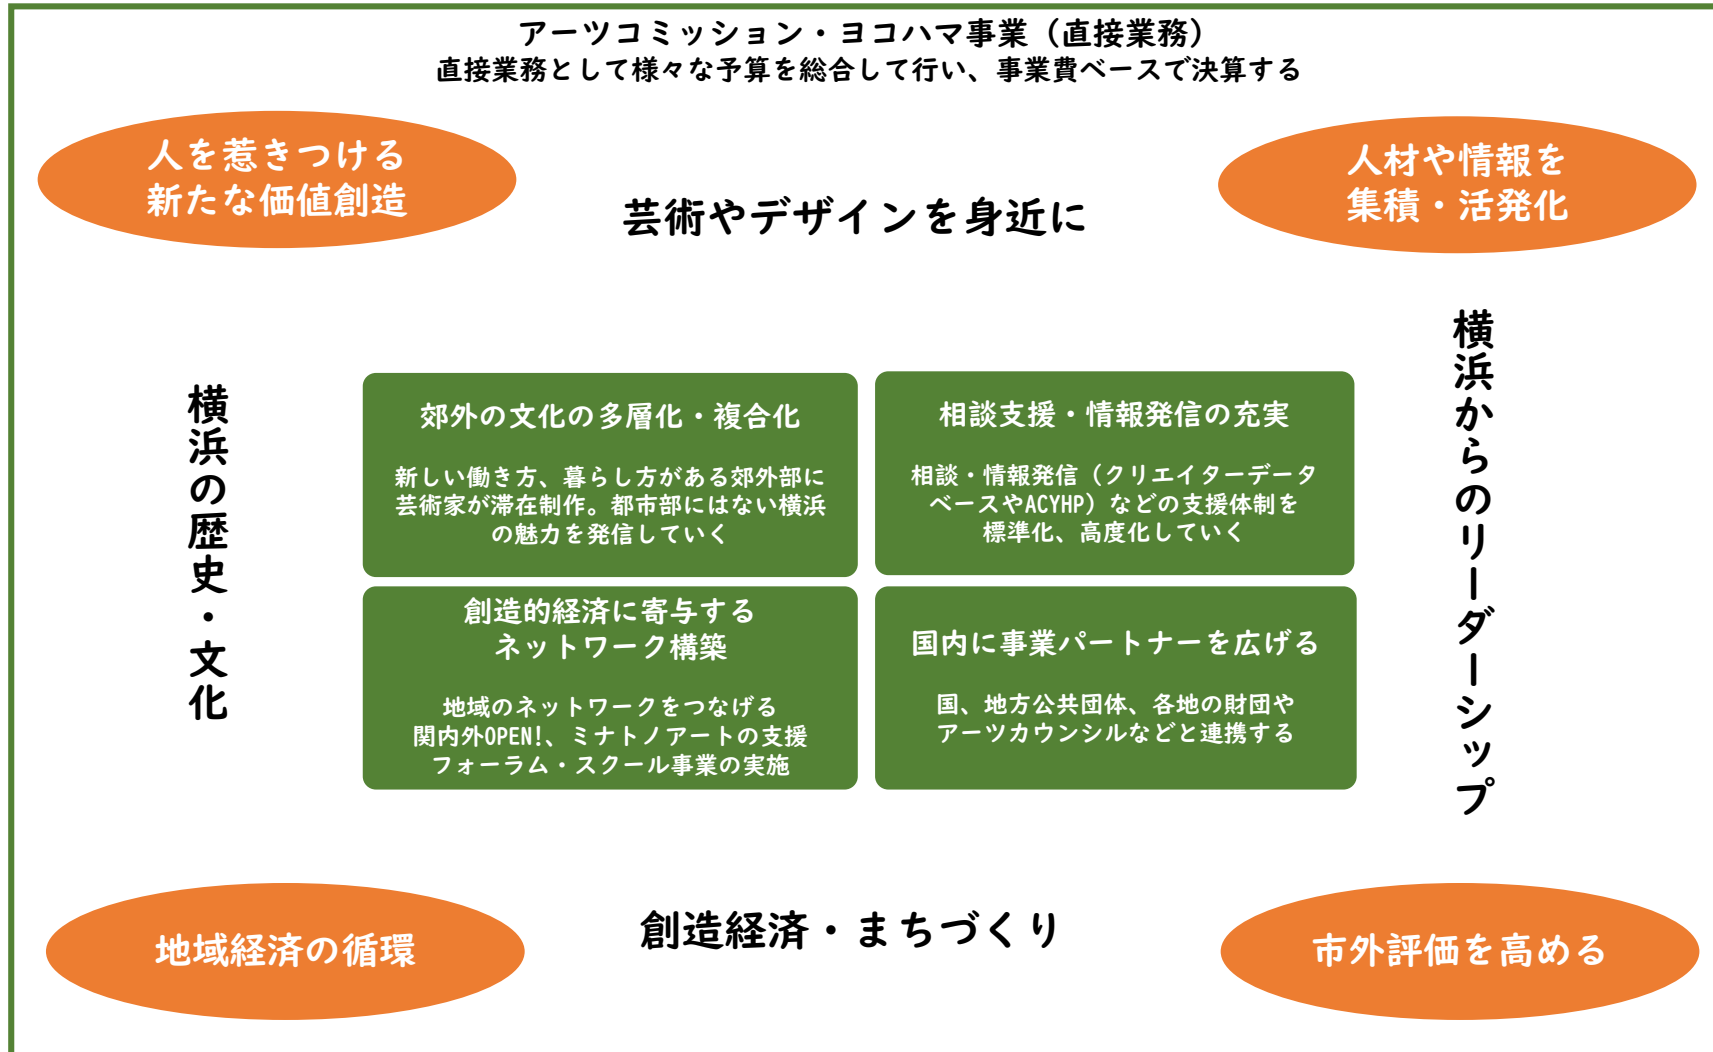 アーツコミッション・ヨコハマ事業（直接業務）
直接業務として様々な予算を総合して行い、事業費ベースで決算する
人を惹きつける
新たな価値創造
人材や情報を
集積・活発化
芸術やデザインを身近に
横浜の歴史・文化
郊外の文化の多層化・複合化
新しい働き方、暮らし方がある郊外部に
芸術家が滞在制作。都市部にはない横浜
の魅力を発信していく
相談支援・情報発信の充実
相談・情報発信（クリエイターデータ
ベースやACYHP）などの支援体制を
標準化、高度化していく
創造的経済に寄与する
ネットワーク構築
地域のネットワークをつなげる
関内外OPEN!、ミナトノアートの支援
フォーラム・スクール事業の実施
国内に事業パートナーを広げる
国、地方公共団体、各地の財団や
アーツカウンシルなどと連携する
横浜からのリーダーシップ
地域経済の循環
創造経済・まちづくり
市外評価を高める